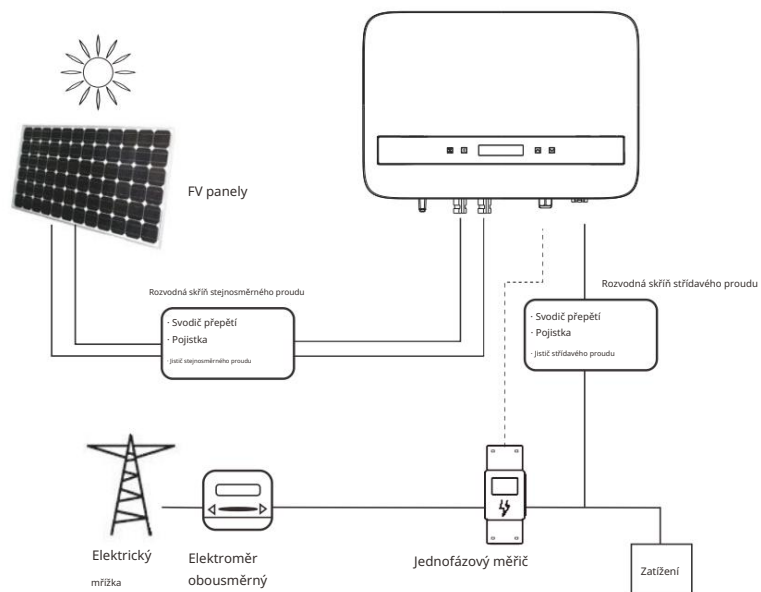 FV panely
Rozvodná skříň stejnosměrného proudu
· Svodič přepětí
· Pojistka
· Jistič stejnosměrného proudu
Rozvodná skříň střídavého proudu
· Svodič přepětí
· Pojistka
· Jistič střídavého proudu
Elektrický
mřížka
Elektroměr
obousměrný
Jednofázový měřič
Zatížení